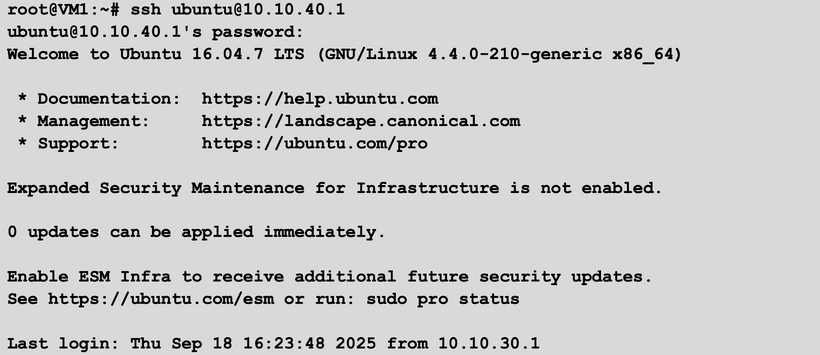 root@VM1:~# ssh ubuntu@10.10.40.1
ubuntu@10.10.40.1's password:
Welcome to Ubuntu 16.04.7 LTS (GNU/Linux 4.4.0-210-generic x86_64)
* Documentation:  https://help.ubuntu.com
* Management:     https://landscape.canonical.com
* Support:        https://ubuntu.com/pro
Expanded Security Maintenance for Infrastructure is not enabled.
0 updates can be applied immediately.
Enable ESM Infra to receive additional future security updates.
See https://ubuntu.com/esm or run: sudo pro status
Last login: Thu Sep 18 16:23:48 2025 from 10.10.30.1